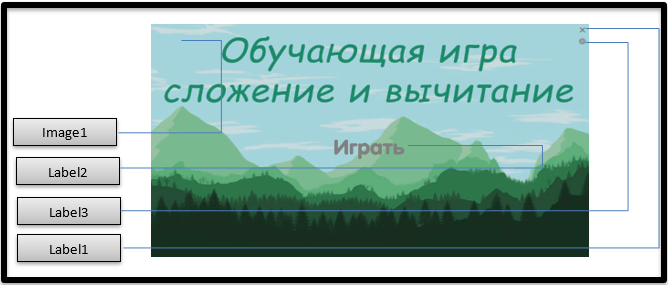 Обучающая игра
сложение и вычитание
Играть
Image1
Label2
Label3
Label1